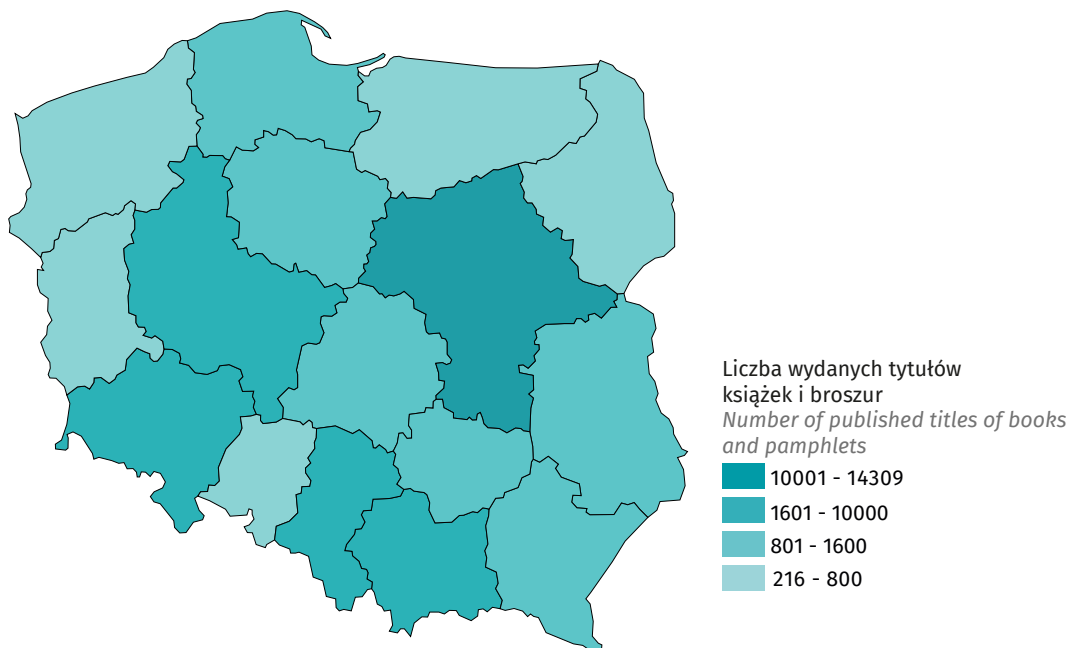 Liczba wydanych tytułów
książek i broszur
Number of published titles of books
and pamphlets
10001 - 14309
1601 - 10000
801 - 1600
216 - 800